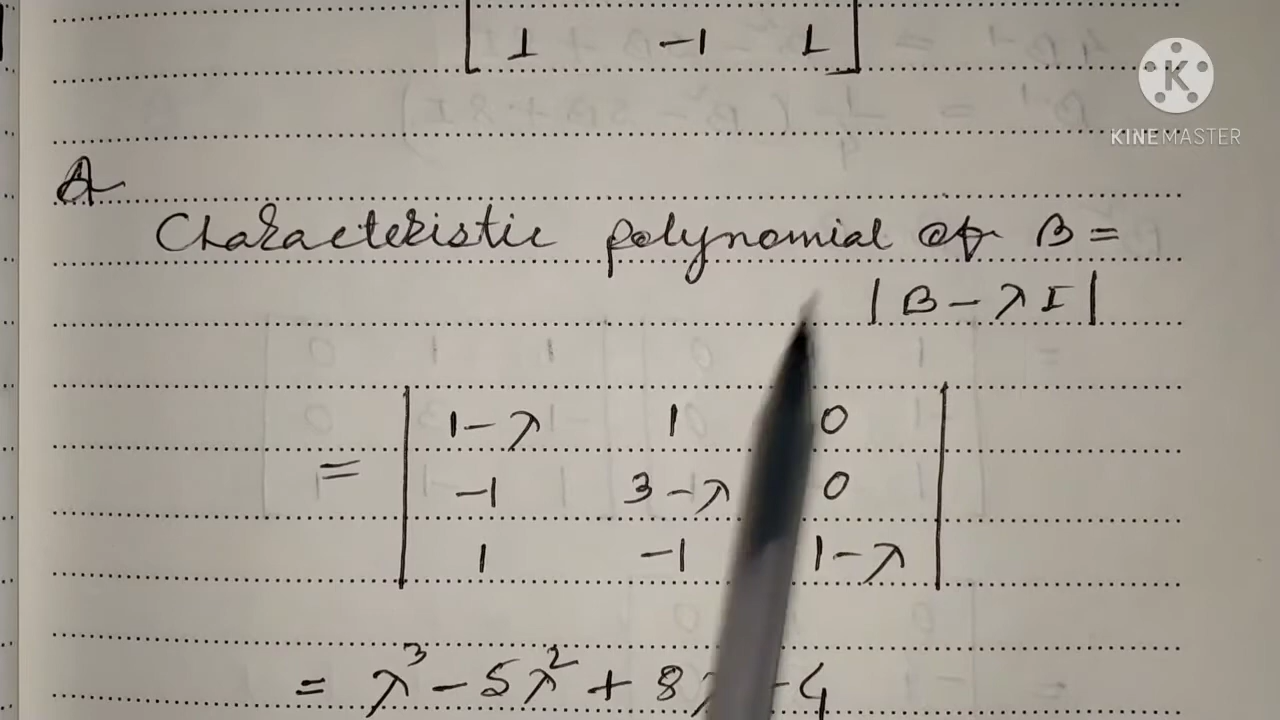 1 -1 1
K
KINEMASTER
A
Characteristic polynomial of B =
|B - λI|
= | 1-λ 1 0 |
| -1 3-λ 0 |
| 1 -1 1-λ |
= λ³ - 5λ² + 8λ - 4